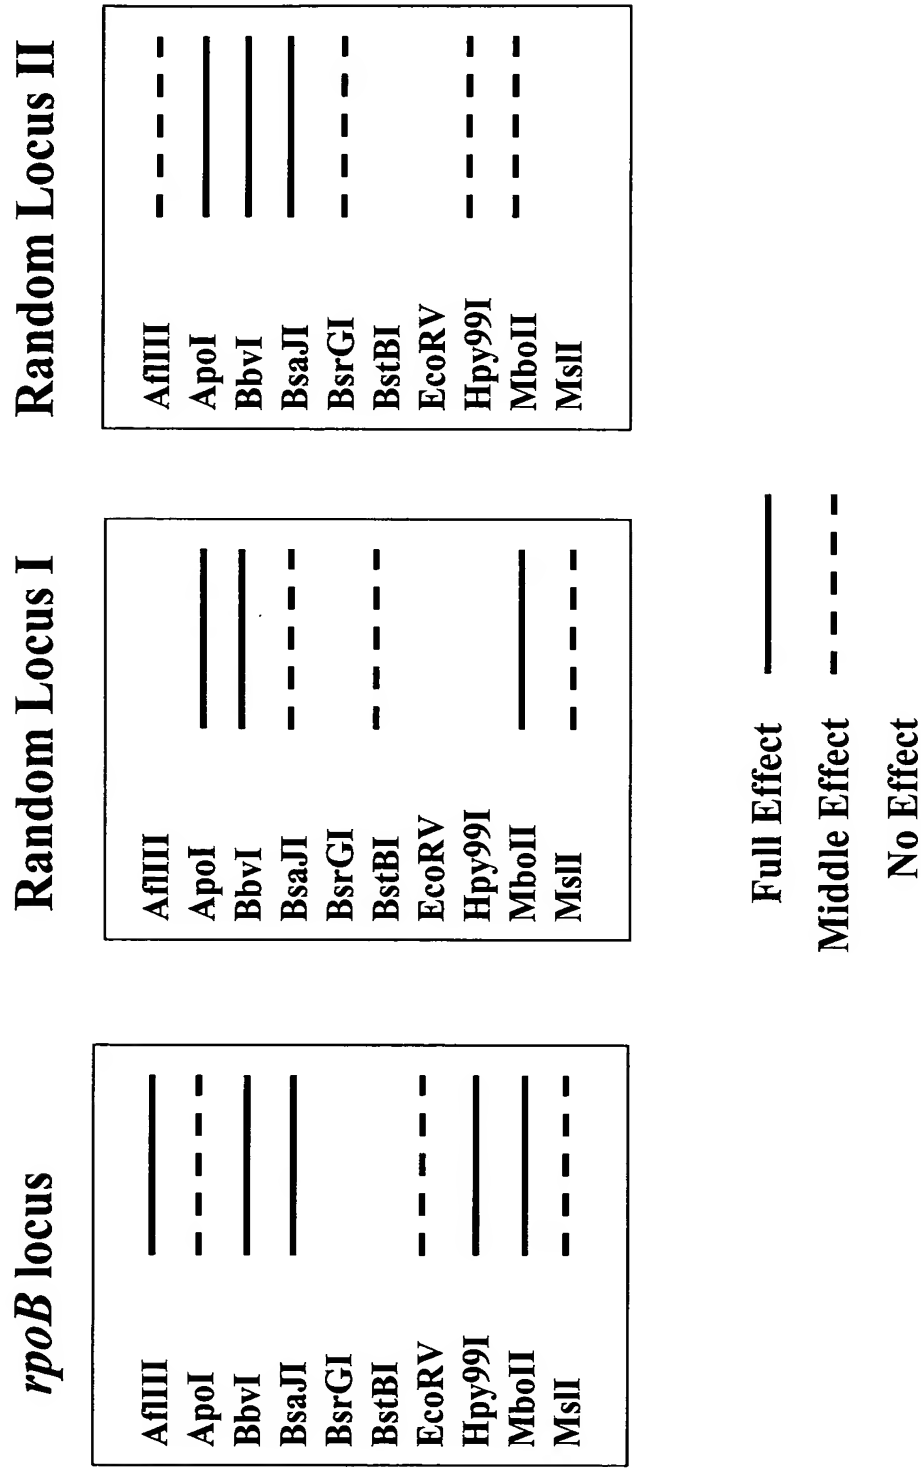 rpoB locus
AflIII
ApoI
BbvI
BsaJI
BsrGI
BstBI
EcoRV
Hpy99I
MboII
MslI
Random Locus I
AflIII
ApoI
BbvI
BsaJI
BsrGI
BstBI
EcoRV
Hpy99I
MboII
MslI
Random Locus II
AflIII
ApoI
BbvI
BsaJI
BsrGI
BstBI
EcoRV
Hpy99I
MboII
MslI
Full Effect
Middle Effect
No Effect